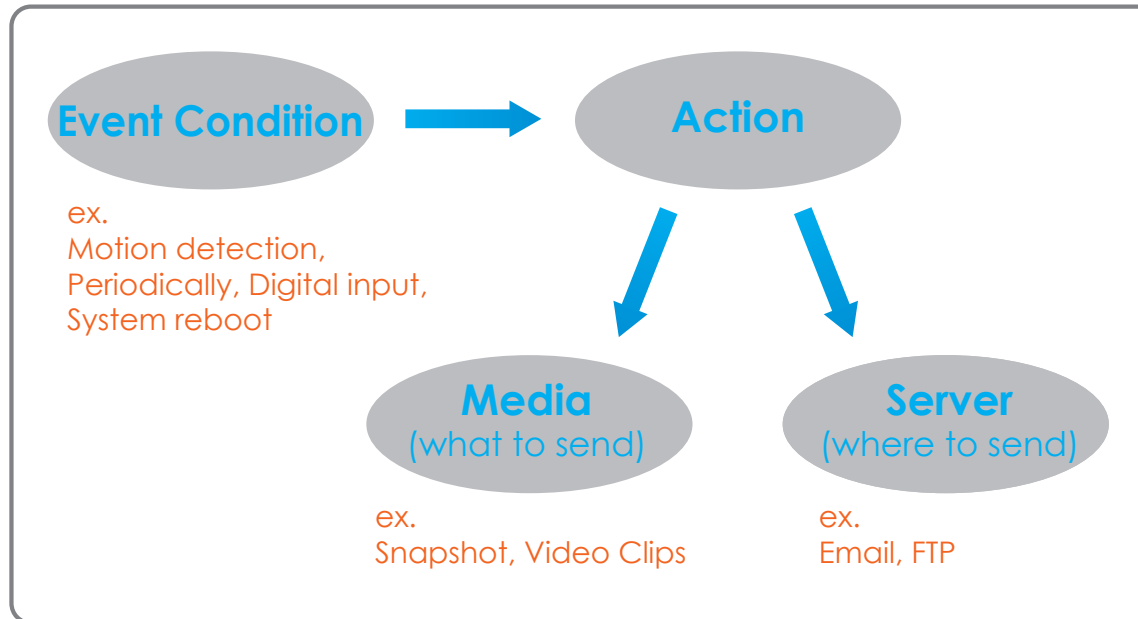 Event Condition
Action
ex.
Motion detection,
Periodically, Digital input,
System reboot
Media
(what to send)
Server
(where to send)
ex.
Snapshot, Video Clips
ex.
Email, FTP